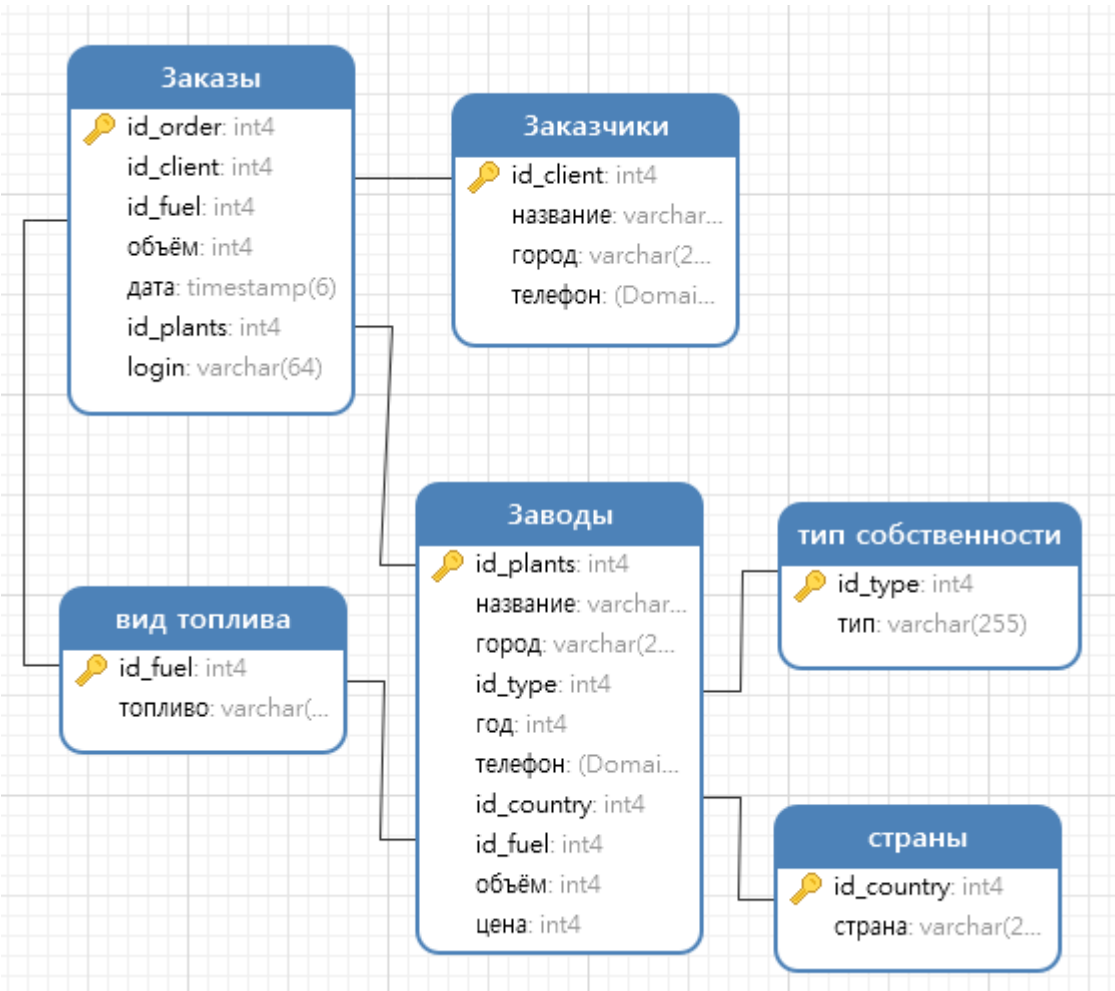 Заказы
id_order: int4
id_client: int4
id_fuel: int4
объём: int4
дата: timestamp(6)
id_plants: int4
login: varchar(64)
Заказчики
id_client: int4
название: varchar...
город: varchar(2...
телефон: (Domai...
Заводы
id_plants: int4
название: varchar...
город: varchar(2...
id_type: int4
год: int4
телефон: (Domai...
id_country: int4
id_fuel: int4
объём: int4
цена: int4
тип собственности
id_type: int4
тип: varchar(255)
вид топлива
id_fuel: int4
топливо: varchar(...
страны
id_country: int4
страна: varchar(2...